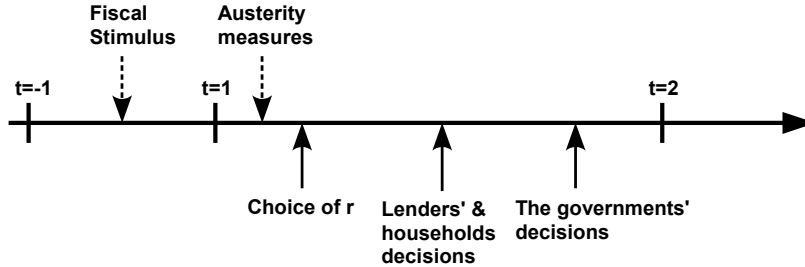 Fiscal
Stimulus
Austerity
measures
t=-1
t=1
t=2
Choice of r
Lenders' &
households
decisions
The governments'
decisions